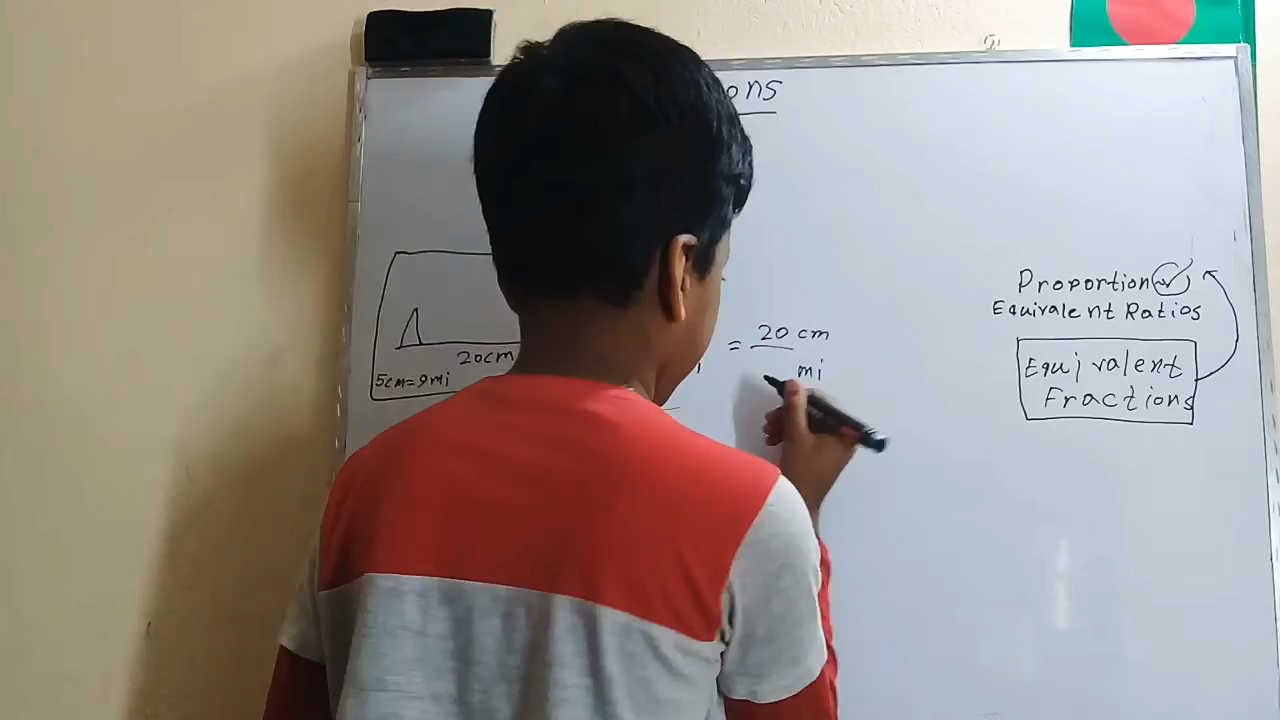 ons
20cm
5cm=9mi
= 20 cm
mi
Proportion
Equivalent Ratios
Equivalent
Fractions